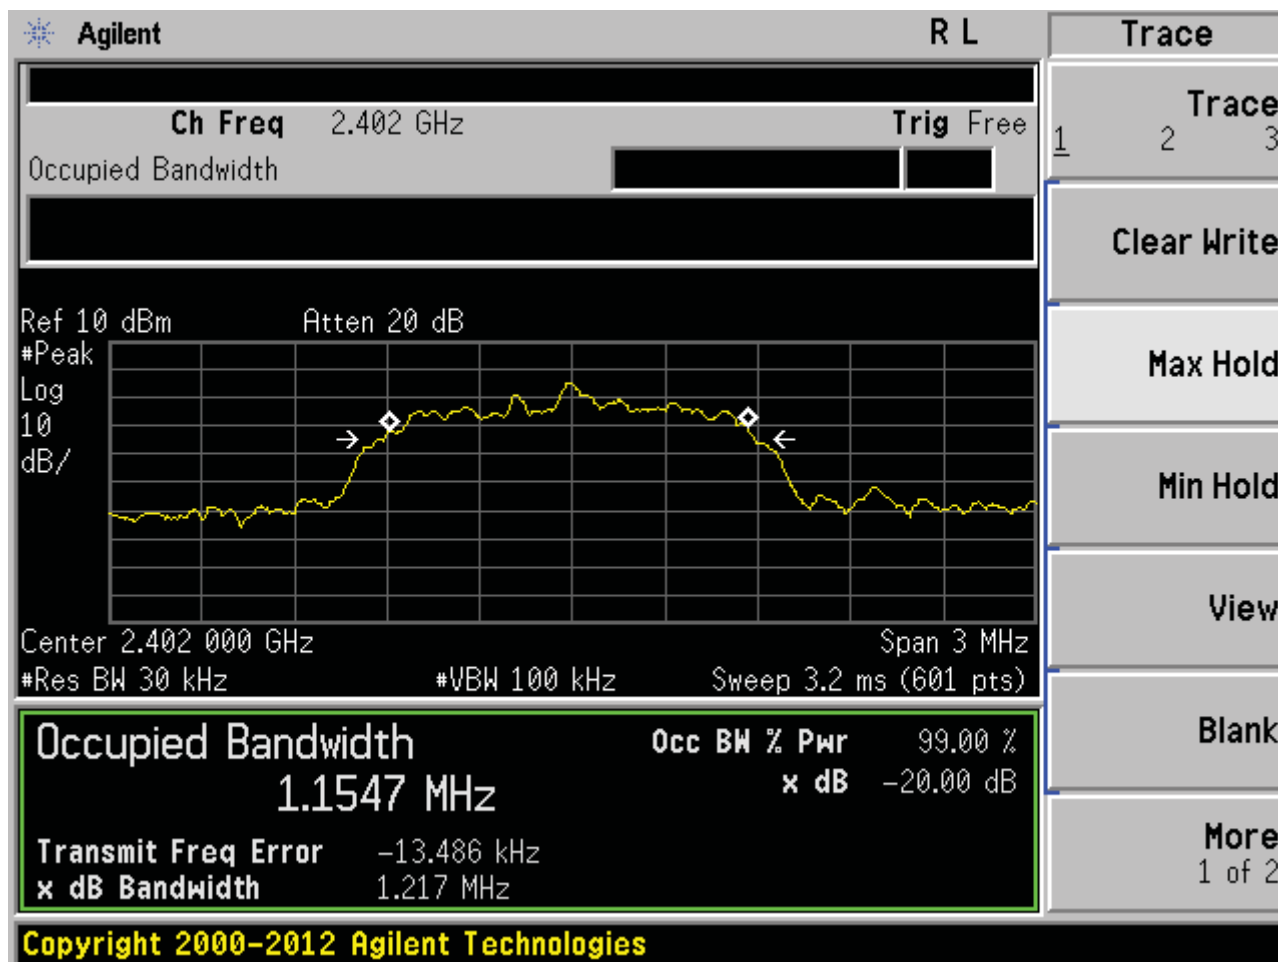 Agilent R L Trace
Ch Freq 2.402 GHz Trig Free
Occupied Bandwidth
Trace
1 2 3
Clear Write
Max Hold
Min Hold
View
Blank
More
1 of 2
Ref 10 dBm Atten 20 dB
#Peak
Log
10
dB/
Center 2.402 000 GHz Span 3 MHz
#Res BW 30 kHz #VBW 100 kHz Sweep 3.2 ms (601 pts)
Occupied Bandwidth Occ BW % Pwr 99.00 %
1.1547 MHz x dB -20.00 dB
Transmit Freq Error -13.486 kHz
x dB Bandwidth 1.217 MHz
Copyright 2000-2012 Agilent Technologies